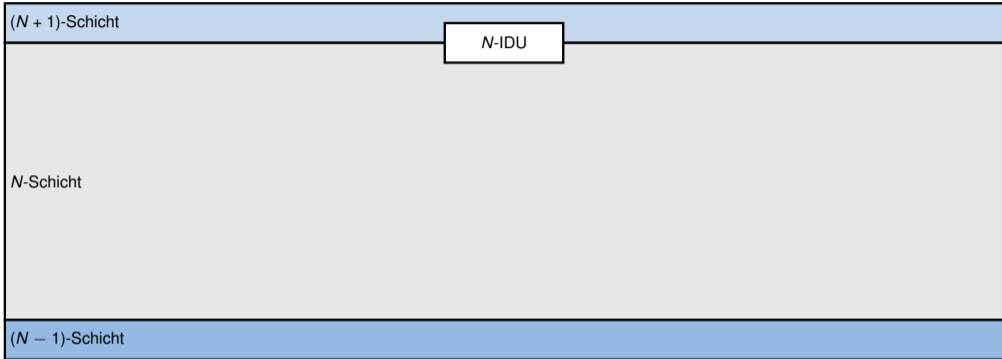 (N + 1)-Schicht
N-IDU
N-Schicht
(N − 1)-Schicht